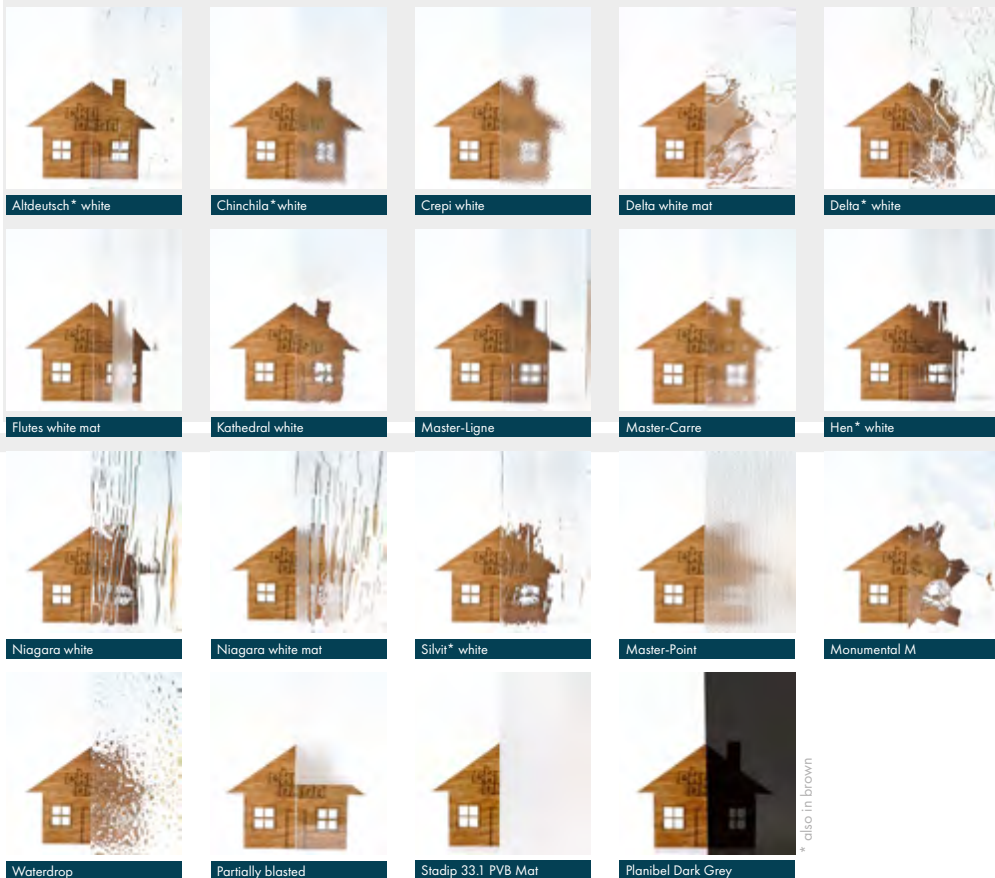 Altdeutsch* white
Chinchila*white
Crepi white
Delta white mat
Delta* white
Flutes white mat
Kathedral white
Master-Ligne
Master-Carre
Hen* white
Niagara white
Niagara white mat
Silvit* white
Master-Point
Monumental M
Waterdrop
Partially blasted
Stadip 33.1 PVB Mat
Planibel Dark Grey
* also in brown